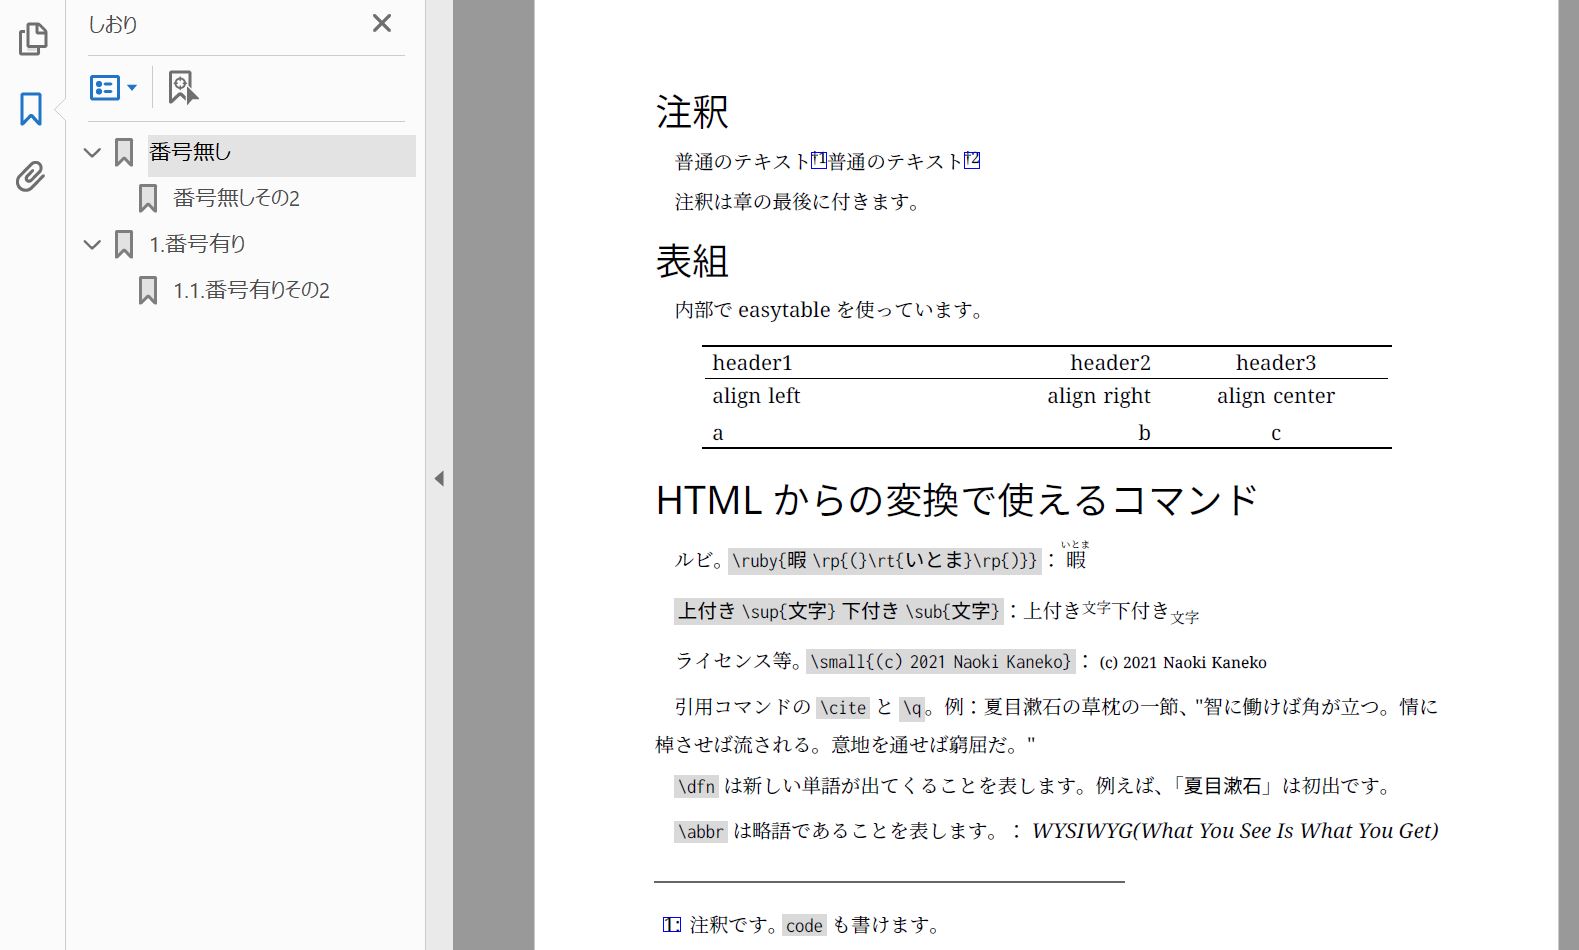 しおり
番号無し
番号無しその2
1.番号有り
1.1.番号有りその2
注釈
普通のテキスト†1普通のテキスト†2
注釈は章の最後に付きます。
表組
内部で easytable を使っています。
header1 header2 header3
align left align right align center
a b c
HTML からの変換で使えるコマンド
ルビ。 \ruby{暇 \rp{(}\rt{いとま}\rp{)}} : 暇 いとま
上付き \sup{文字} 下付き \sub{文字} : 上付き文字下付き文字
ライセンス等。 \small{(c) 2021 Naoki Kaneko} : (c) 2021 Naoki Kaneko
引用コマンドの \cite と \q。例：夏目漱石の草枕の一節、"智に働けば角が立つ。情に
棹させば流される。意地を通せば窮屈だ。"
\dfn は新しい単語が出てくることを表します。例えば、「夏目漱石」は初出です。
\abbr は略語であることを表します。： WYSIWYG(What You See Is What You Get)
1: 注釈です。 code も書けます。